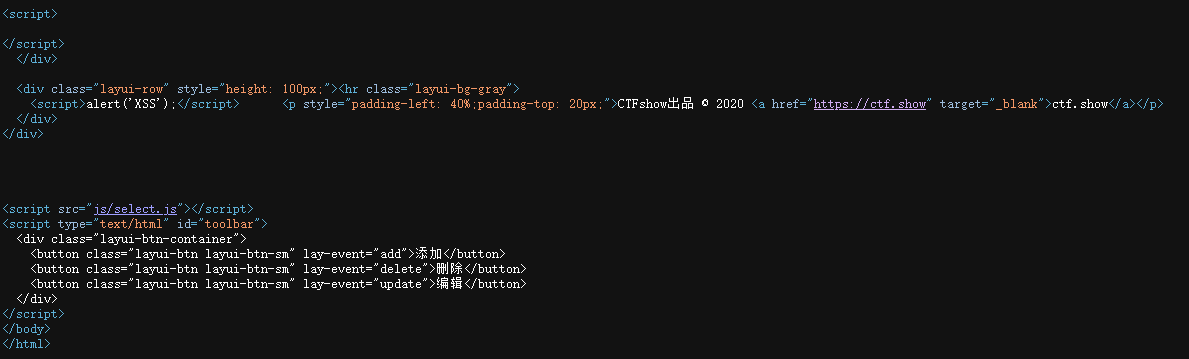 <script>
</script>
</div>
<div class="layui-row" style="height: 100px;"><hr class="layui-bg-gray">
<script>alert('XSS');</script> <p style="padding-left: 40%;padding-top: 20px;">CTFshow出品 © 2020 <a href="https://ctf.show" target="_blank">ctf.show</a></p>
</div>
</div>
<script src="js/select.js"></script>
<script type="text/html" id="toolbar">
<div class="layui-btn-container">
<button class="layui-btn layui-btn-sm" lay-event="add">添加</button>
<button class="layui-btn layui-btn-sm" lay-event="delete">删除</button>
<button class="layui-btn layui-btn-sm" lay-event="update">编辑</button>
</div>
</script>
</body>
</html>